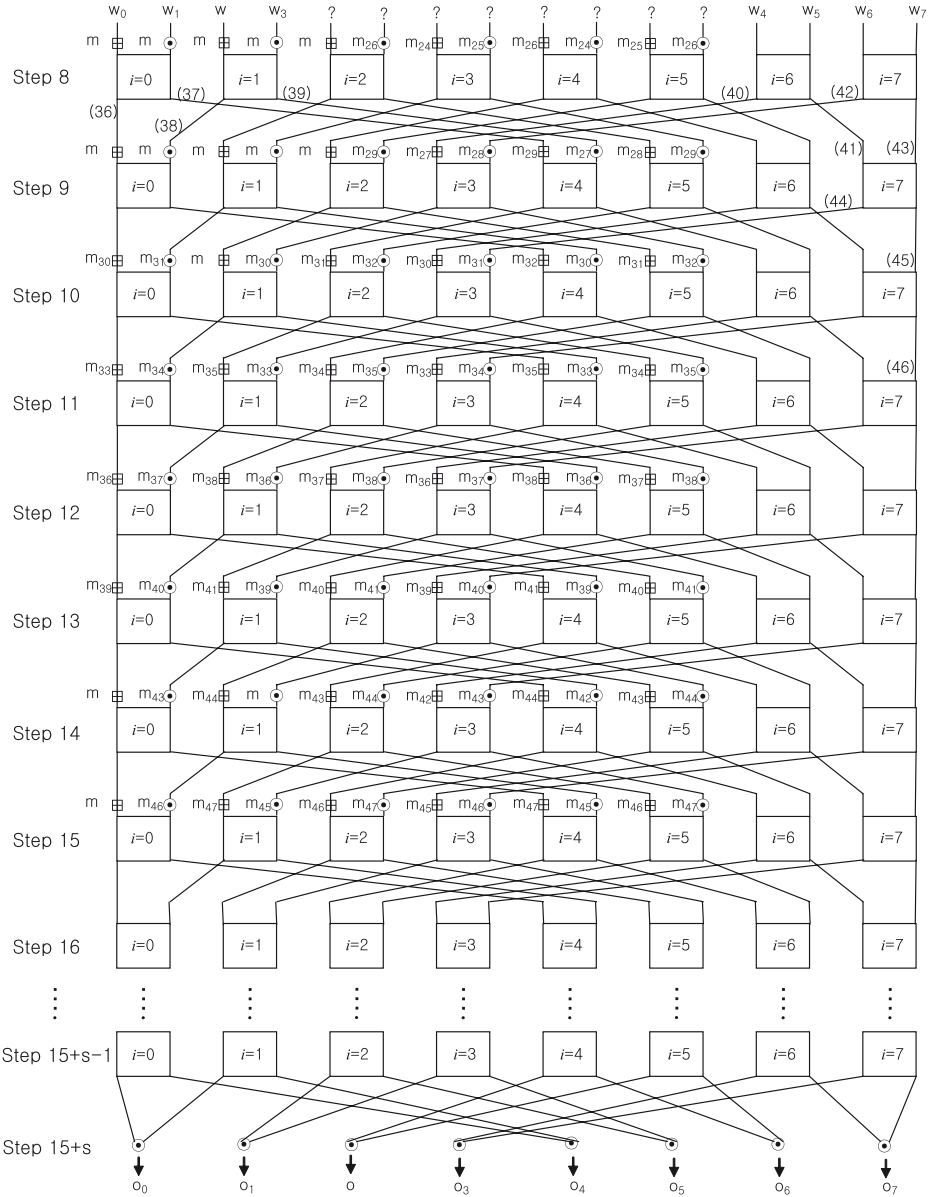 w₀ w₁ w w₃ ? ? ? ? ? ? ? ? w₄ w₅ w₆ w₇
m m m m m m₂₆ m₂₄ m₂₅ m₂₆ m₂₄ m₂₅ m₂₆
Step 8 i=0 i=1 i=2 i=3 i=4 i=5 i=6 i=7
(37) (39) (40) (42)
(36)
(38)
(41) (43)
m m m m m m₂₉ m₂₇ m₂₈ m₂₉ m₂₇ m₂₈ m₂₉
Step 9 i=0 i=1 i=2 i=3 i=4 i=5 i=6 i=7
(44)
m₃₀ m₃₁ m m₃₀ m₃₁ m₃₂ m₃₀ m₃₁ m₃₂ m₃₀ m₃₁ m₃₂ (45)
Step 10 i=0 i=1 i=2 i=3 i=4 i=5 i=6 i=7
m₃₃ m₃₄ m₃₅ m₃₃ m₃₄ m₃₅ m₃₃ m₃₄ m₃₅ m₃₃ m₃₄ m₃₅ (46)
Step 11 i=0 i=1 i=2 i=3 i=4 i=5 i=6 i=7
m₃₆ m₃₇ m₃₈ m₃₆ m₃₇ m₃₈ m₃₆ m₃₇ m₃₈ m₃₆ m₃₇ m₃₈
Step 12 i=0 i=1 i=2 i=3 i=4 i=5 i=6 i=7
m₃₉ m₄₀ m₄₁ m₃₉ m₄₀ m₄₁ m₃₉ m₄₀ m₄₁ m₃₉ m₄₀ m₄₁
Step 13 i=0 i=1 i=2 i=3 i=4 i=5 i=6 i=7
m m₄₃ m₄₄ m m₄₃ m₄₄ m₄₂ m₄₃ m₄₄ m₄₂ m₄₃ m₄₄
Step 14 i=0 i=1 i=2 i=3 i=4 i=5 i=6 i=7
m m₄₆ m₄₇ m₄₅ m₄₆ m₄₇ m₄₅ m₄₆ m₄₇ m₄₅ m₄₆ m₄₇
Step 15 i=0 i=1 i=2 i=3 i=4 i=5 i=6 i=7
Step 16 i=0 i=1 i=2 i=3 i=4 i=5 i=6 i=7
Step 15+s−1 i=0 i=1 i=2 i=3 i=4 i=5 i=6 i=7
Step 15+s
o₀ o₁ o o₃ o₄ o₅ o₆ o₇